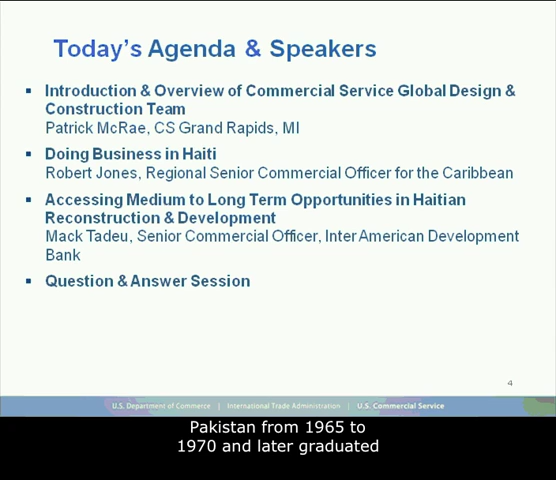 Today's Agenda & Speakers
▪ Introduction & Overview of Commercial Service Global Design &
Construction Team
Patrick McRae, CS Grand Rapids, MI
▪ Doing Business in Haiti
Robert Jones, Regional Senior Commercial Officer for the Caribbean
▪ Accessing Medium to Long Term Opportunities in Haitian
Reconstruction & Development
Mack Tadeu, Senior Commercial Officer, InterAmerican Development
Bank
▪ Question & Answer Session
4
U.S. Department of Commerce | International Trade Administration | U.S. Commercial Service
Pakistan from 1965 to
1970 and later graduated